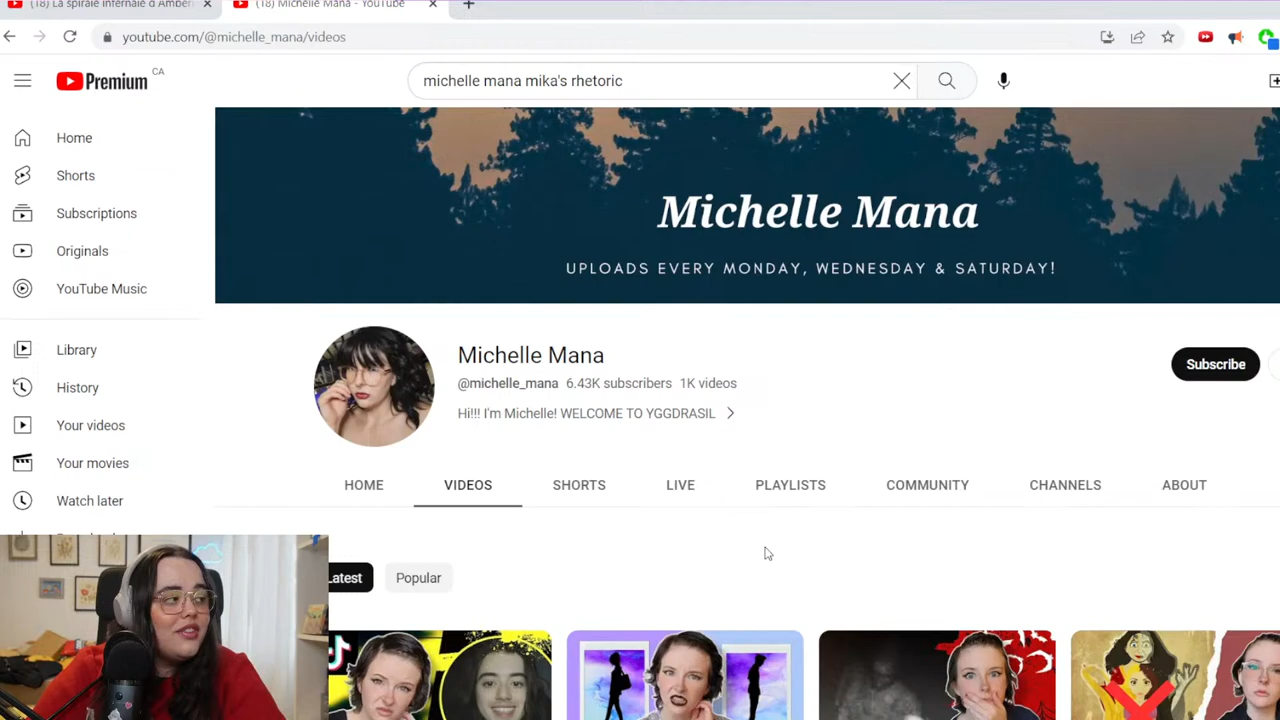 (18) La spirale infernale d'Amber
(18) Michelle Mana - YouTube
youtube.com/@michelle_mana/videos
Premium CA
michelle mana mika's rhetoric
Home
Shorts
Subscriptions
Originals
YouTube Music
Library
History
Your videos
Your movies
Watch later
Michelle Mana
UPLOADS EVERY MONDAY, WEDNESDAY & SATURDAY!
Michelle Mana
@michelle_mana 6.43K subscribers 1K videos
Hi!!! I'm Michelle! WELCOME TO YGGDRASIL
Subscribe
HOME VIDEOS SHORTS LIVE PLAYLISTS COMMUNITY CHANNELS ABOUT
Latest Popular